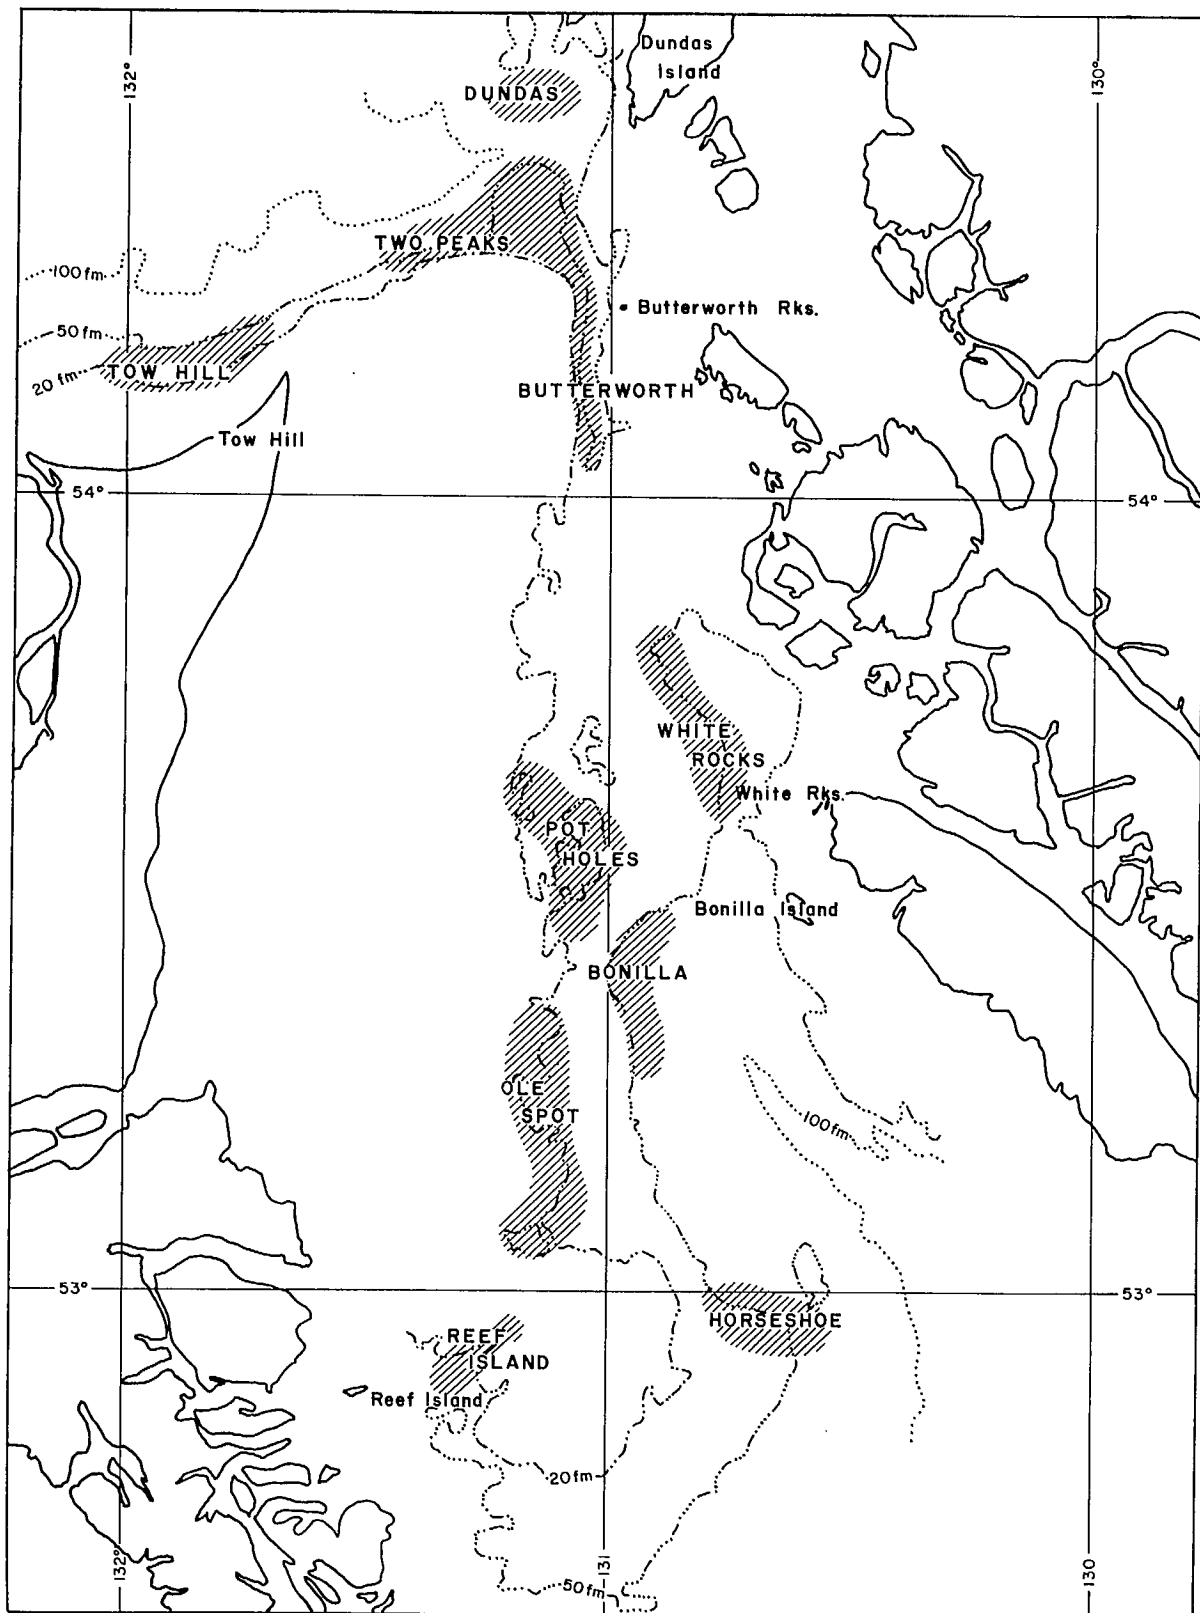 132°
130°
Dundas
Island
DUNDAS
TWO PEAKS
100 fm
Butterworth Rks.
50 fm
TOW HILL
20 fm
BUTTERWORTH
Tow Hill
54°
54°
WHITE
ROCKS
White Rks.
POT
HOLES
Bonilla Island
BONILLA
OLE
SPOT
100 fm
53°
53°
HORSESHOE
REEF
ISLAND
Reef Island
20 fm
132°
131
130
50 fm